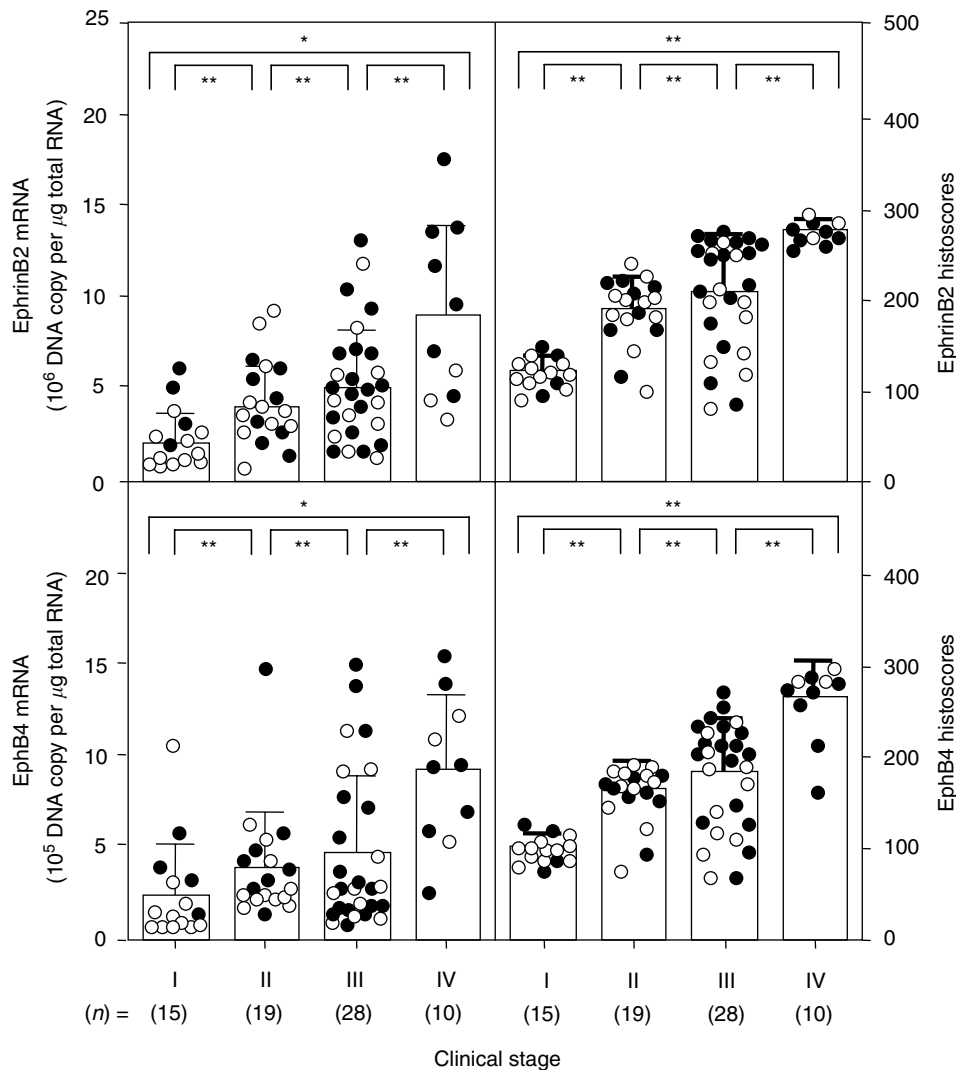 25
20
15
10
5
0
EphrinB2 mRNA
(10⁶ DNA copy per µg total RNA)
*
** ** **
**
** ** **
500
400
300
200
100
0
EphrinB2 histoscores
20
15
10
5
0
EphB4 mRNA
(10⁵ DNA copy per µg total RNA)
*
** ** **
**
** ** **
400
300
200
100
0
EphB4 histoscores
I II III IV I II III IV
(n) = (15) (19) (28) (10) (15) (19) (28) (10)
Clinical stage